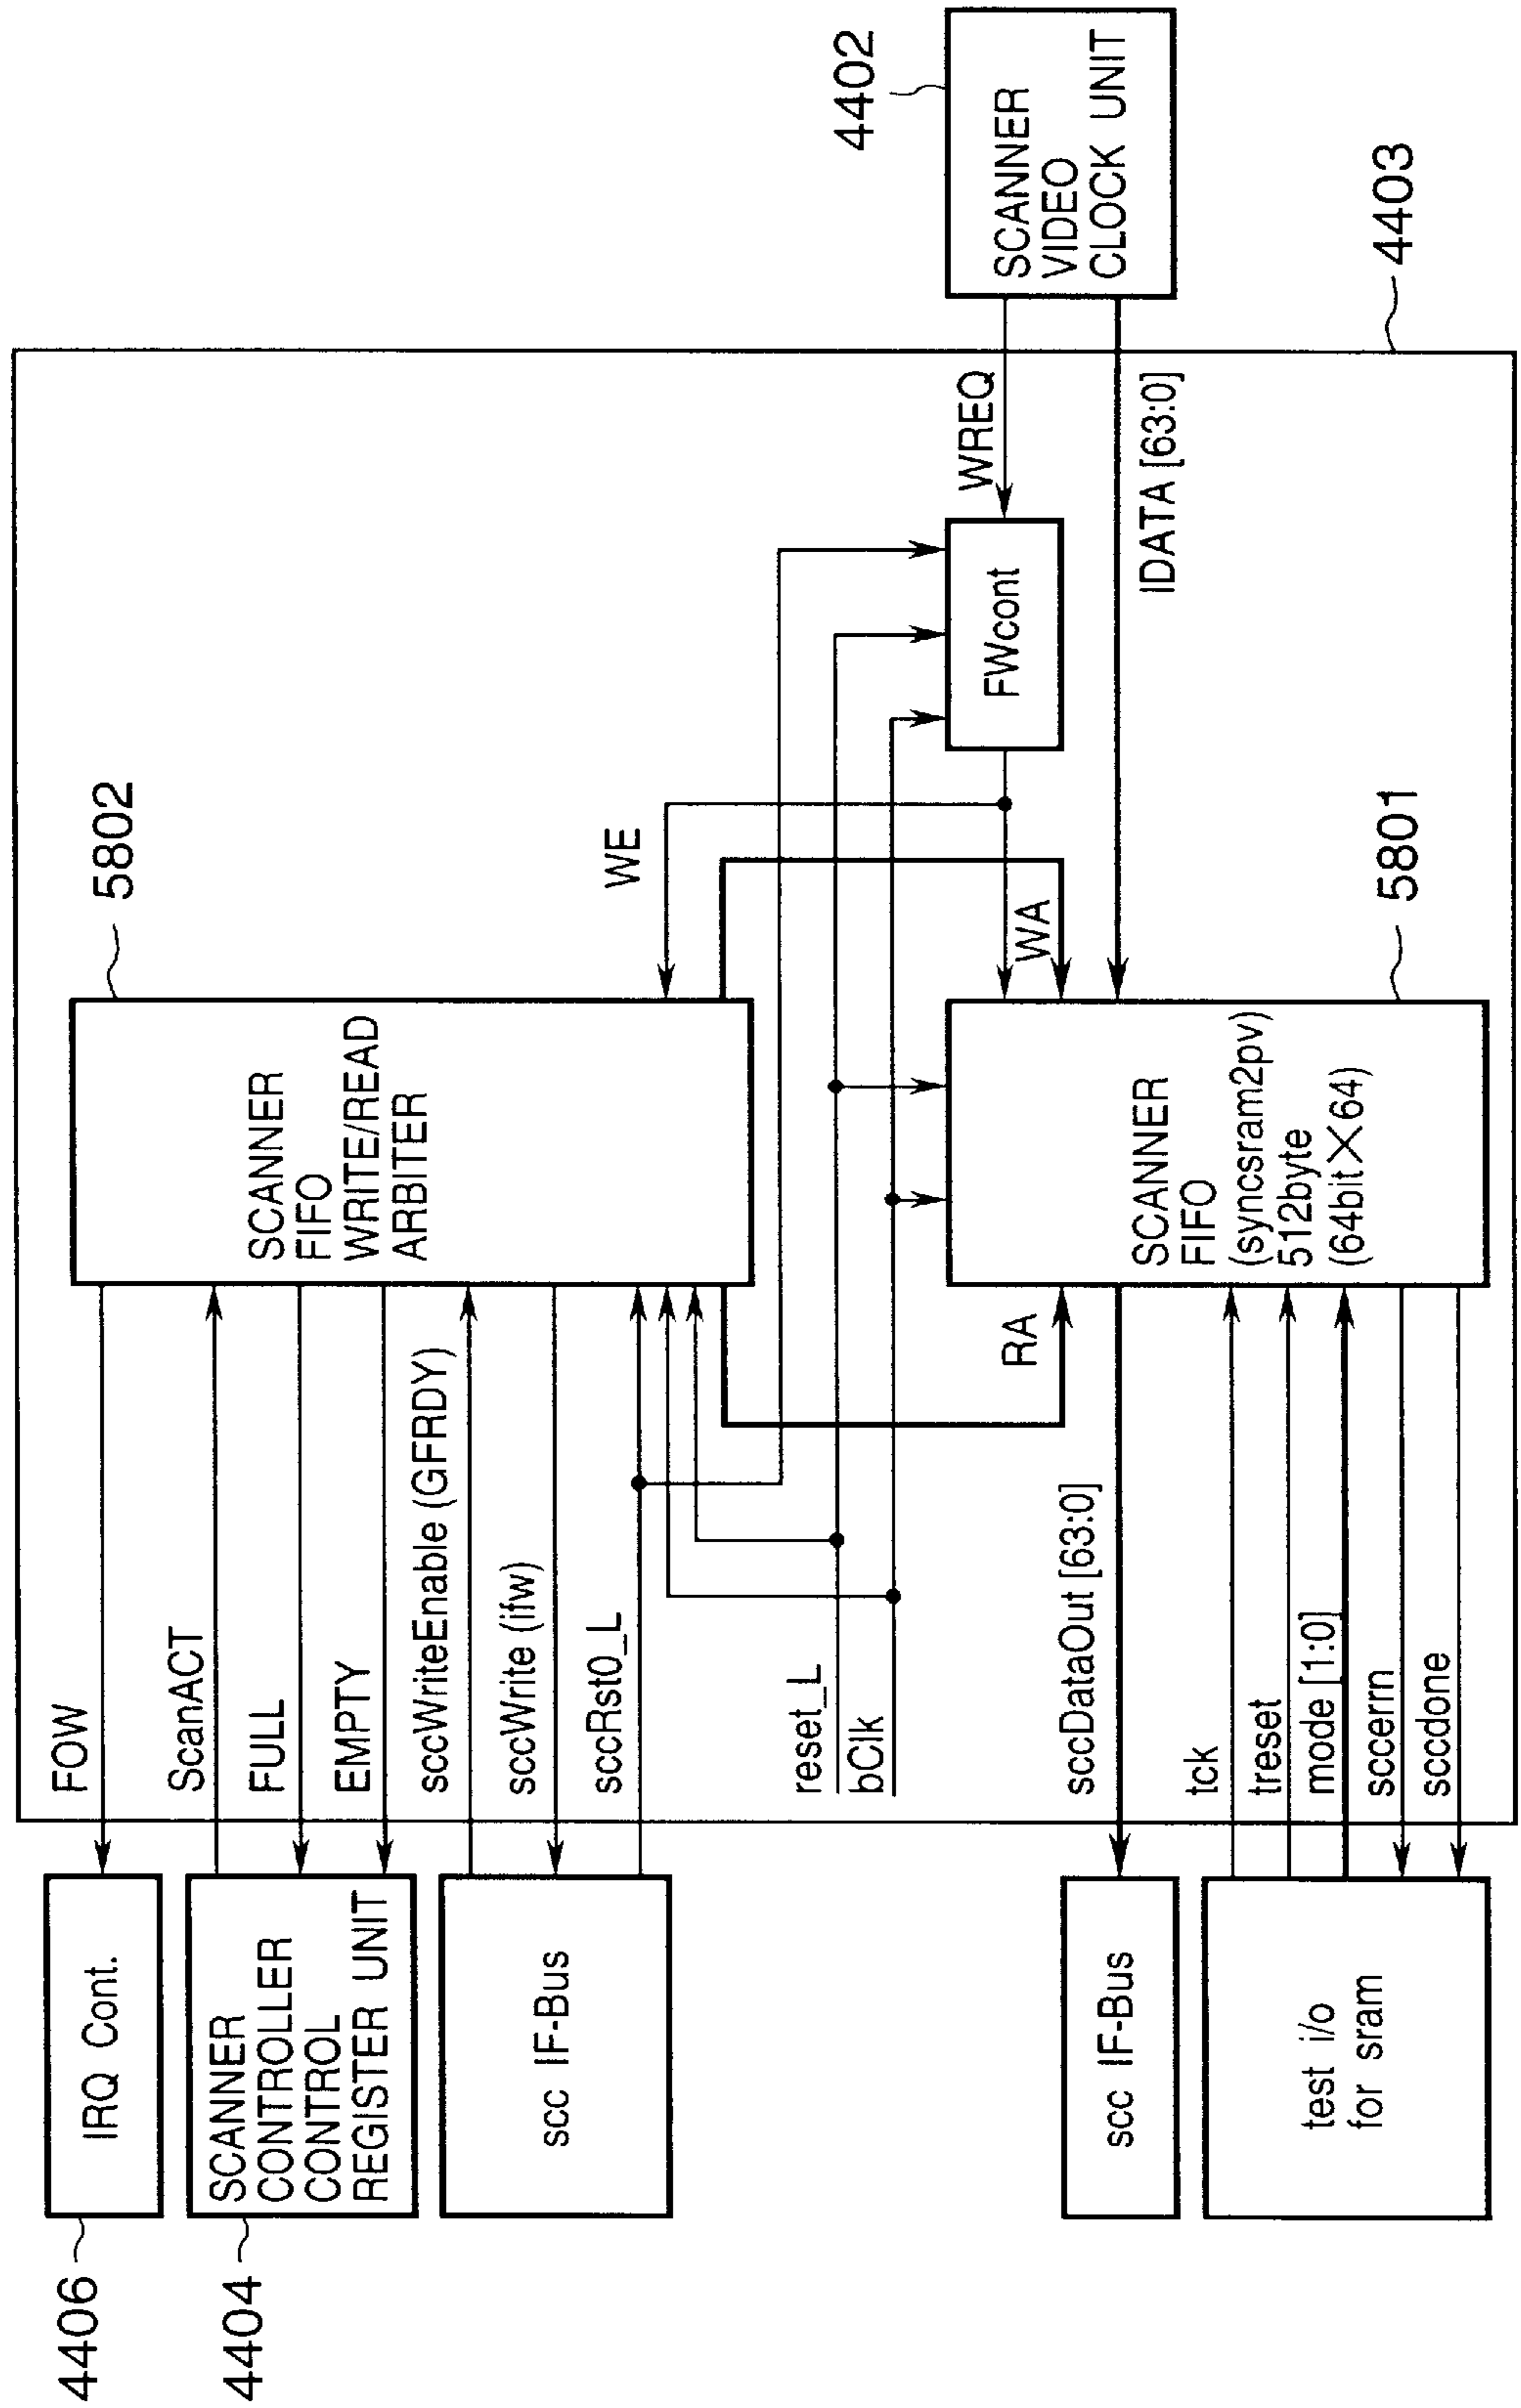 4406
IRQ Cont.
4404
SCANNER
CONTROLLER
CONTROL
REGISTER UNIT
scc IF-Bus
scc IF-Bus
test i/o
for sram
FOW
ScanACT
FULL
EMPTY
sccWriteEnable (GFRDY)
sccWrite (ifw)
sccRst0_L
reset_L
bClk
sccDataOut [63:0]
tck
treset
mode [1:0]
sccerrn
sccdone
RA
5802
SCANNER
FIFO
WRITE/READ
ARBITER
SCANNER
FIFO
(syncsram2pv)
512byte
(64bit×64)
5801
WE
WA
FWcont
WREQ
IDATA [63:0]
4402
SCANNER
VIDEO
CLOCK UNIT
4403